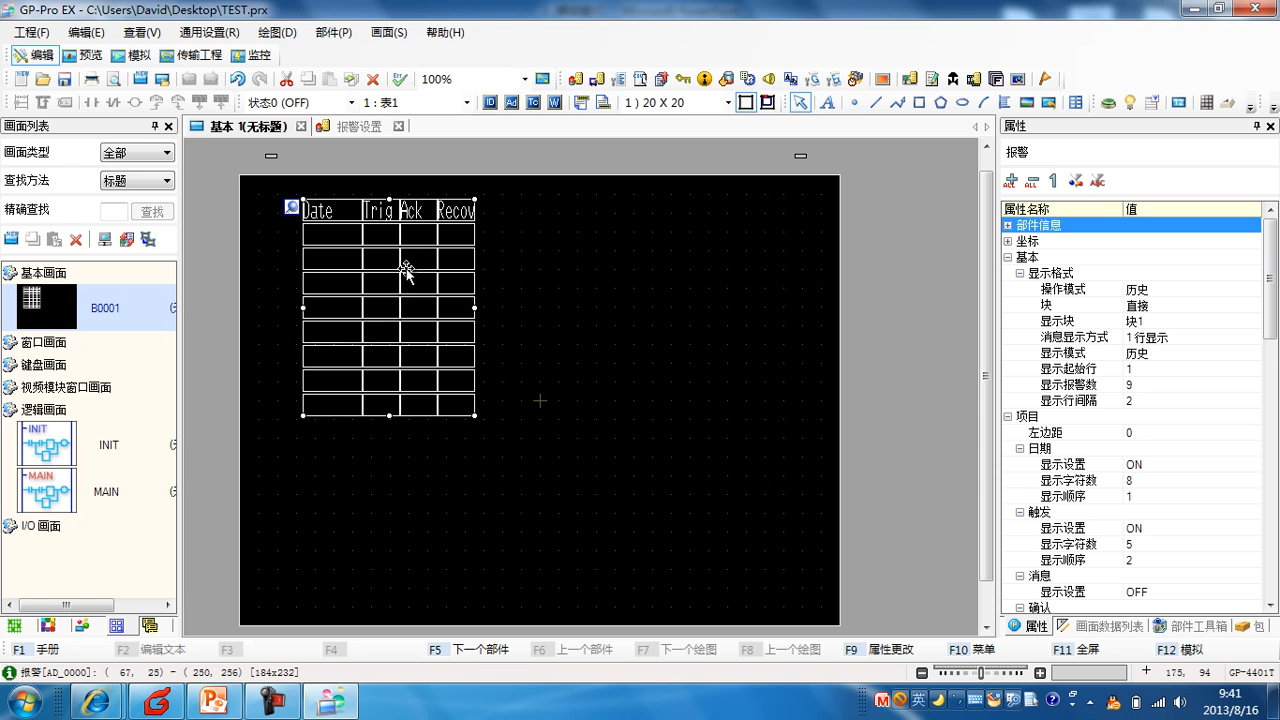 GP-Pro EX - C:\Users\David\Desktop\TEST.prx
工程(F) 编辑(E) 查看(V) 通用设置(R) 绘图(D) 部件(P) 画面(S) 帮助(H)
编辑 预览 模拟 传输工程 监控
100%
状态0 (OFF) 1 : 表1 1 ) 20 X 20
画面列表
画面类型 全部
查找方法 标题
精确查找 查找
基本画面
B0001
窗口画面
键盘画面
视频模块窗口画面
逻辑画面
INIT INIT
MAIN MAIN
I/O 画面
基本 1(无标题) 报警设置
Date Trig Ack Recov
属性
报警
属性名称 值
部件信息
坐标
基本
显示格式
操作模式 历史
块 直接
显示块 块1
消息显示方式 1 行显示
显示模式 历史
显示起始行 1
显示报警数 9
显示行间隔 2
项目
左边距 0
日期
显示设置 ON
显示字符数 8
显示顺序 1
触发
显示设置 ON
显示字符数 5
显示顺序 2
消息
显示设置 OFF
确认
属性 画面数据列表 部件工具箱 包
F1 手册 F2 编辑文本 F3 F4 F5 下一个部件 F6 上一个部件 F7 下一个绘图 F8 上一个绘图 F9 属性更改 F10 菜单 F11 全屏 F12 模拟
报警[AD_0000]: ( 67, 25) - ( 250, 256) [184x232] 175, 94 GP-4401T
英
9:41
2013/8/16